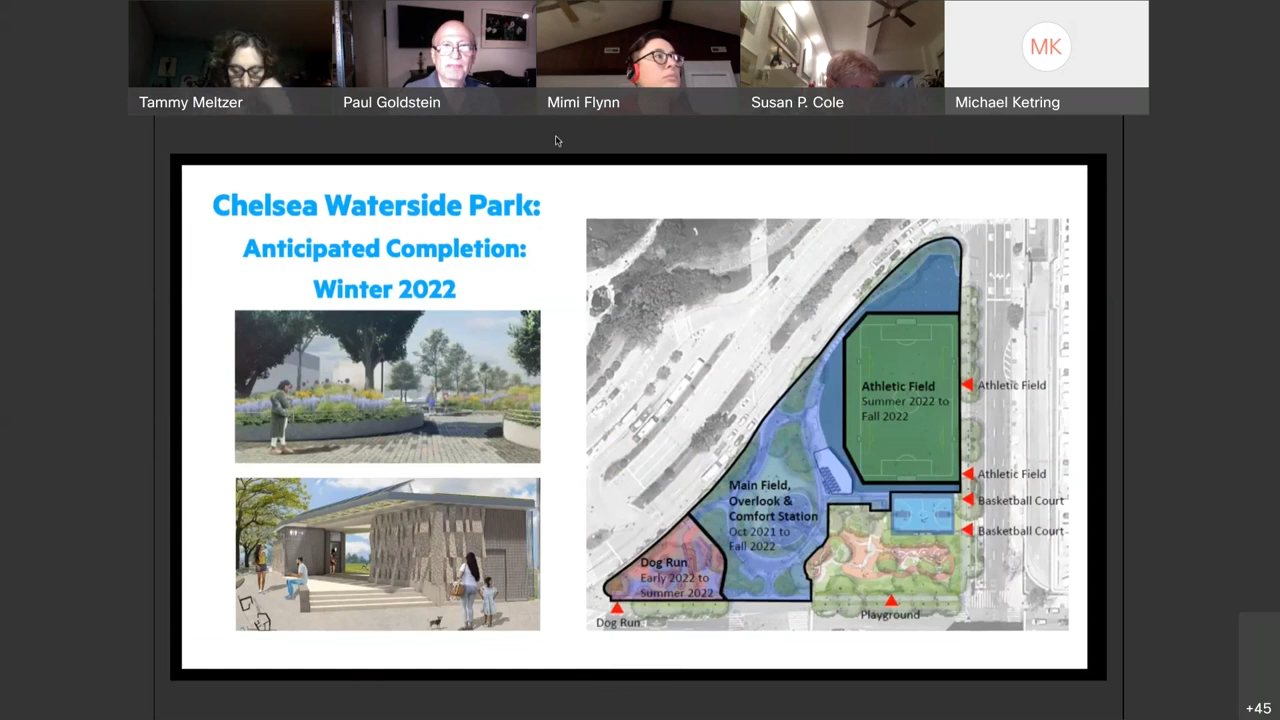 MK
Tammy Meltzer
Paul Goldstein
Mimi Flynn
Susan P. Cole
Michael Ketring
Chelsea Waterside Park:
Anticipated Completion:
Winter 2022
Athletic Field
Summer 2022 to
Fall 2022
Athletic Field
Athletic Field
Basketball Court
Basketball Court
Main Field,
Overlook &
Comfort Station
Oct 2021 to
Fall 2022
Dog Run
Early 2022 to
Summer 2022
Dog Run
Playground
+45